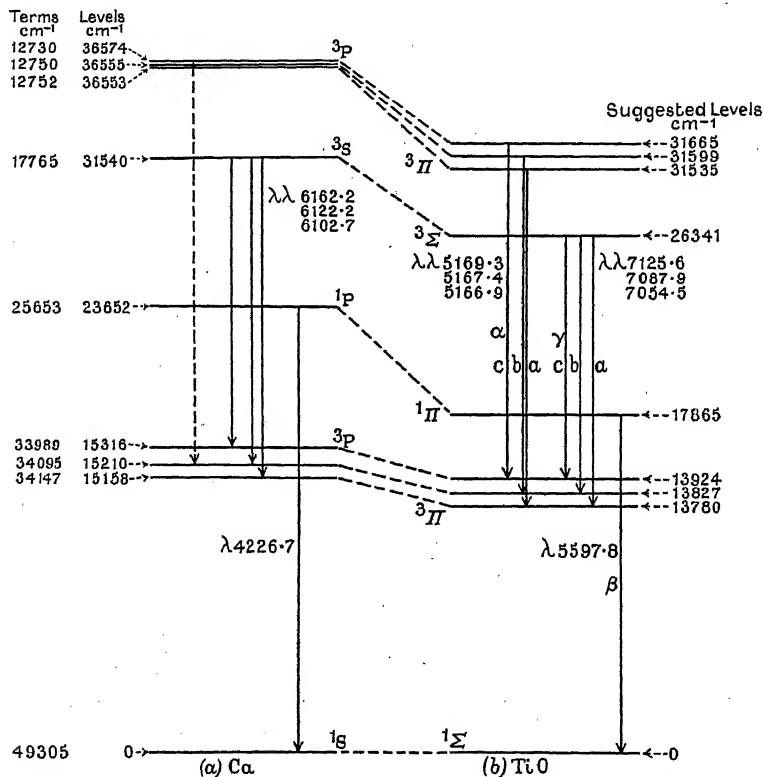 Terms Levels
cm⁻¹ cm⁻¹
12730 36574
12750 36555
12752 36553
³P
Suggested Levels
cm⁻¹
31665
31599
31535
³Π
17765 31540
³S
λλ 6162·2
6122·2
6102·7
³Σ
26341
λλ 5169·3
5167·4
5166·9
λλ 7125·6
7087·9
7054·5
25653 23652
¹P
α
c b a
γ
c b a
¹Π
17865
33989 15316
34095 15210
34147 15158
³P
³Π
13924
13827
13780
λ 4226·7
λ 5597·8
β
49305 0
¹S
¹Σ
0
(a) Ca
(b) Ti O